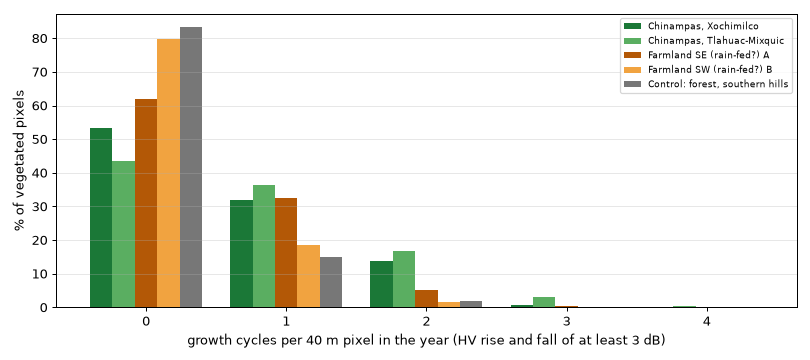 80
70
60
50
40
30
20
10
0
% of vegetated pixels
Chinampas, Xochimilco
Chinampas, Tlahuac-Mixquic
Farmland SE (rain-fed?) A
Farmland SW (rain-fed?) B
Control: forest, southern hills
0 1 2 3 4
growth cycles per 40 m pixel in the year (HV rise and fall of at least 3 dB)